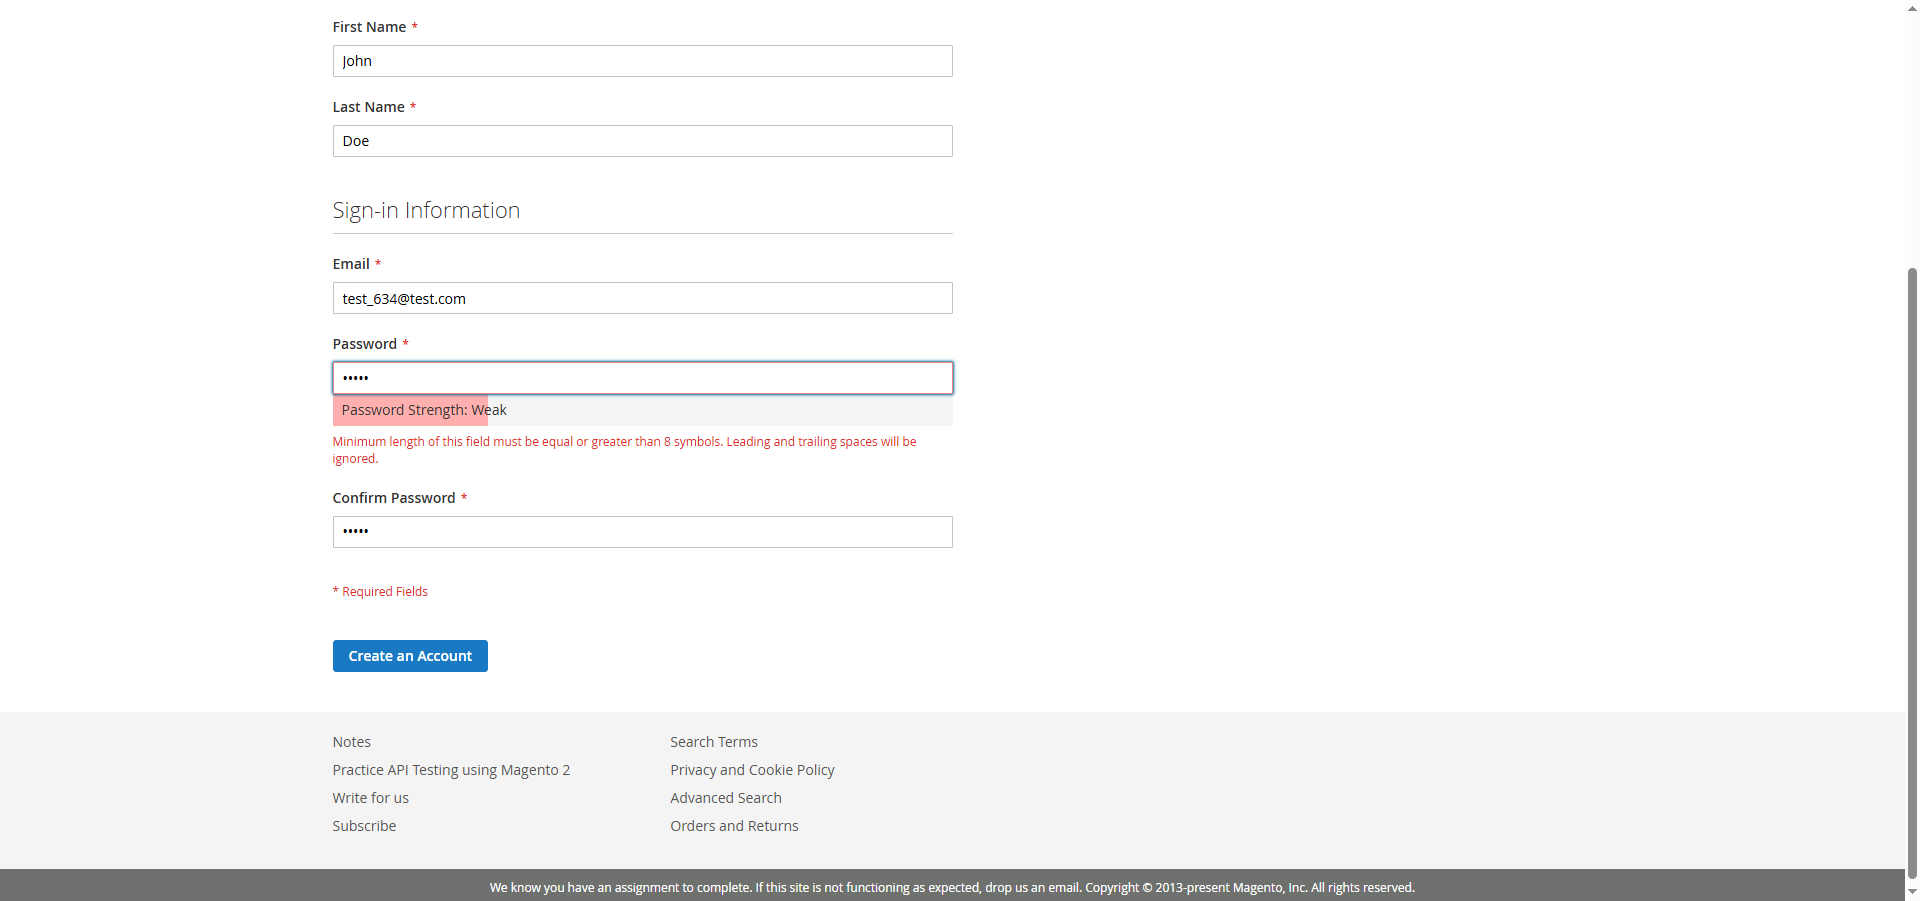 First Name *
John
Last Name *
Doe
Sign-in Information
Email *
test_634@test.com
Password *
•••••
Password Strength: Weak
Minimum length of this field must be equal or greater than 8 symbols. Leading and trailing spaces will be
ignored.
Confirm Password *
•••••
* Required Fields
Create an Account
Notes
Search Terms
Practice API Testing using Magento 2
Privacy and Cookie Policy
Write for us
Advanced Search
Subscribe
Orders and Returns
We know you have an assignment to complete. If this site is not functioning as expected, drop us an email. Copyright © 2013-present Magento, Inc. All rights reserved.